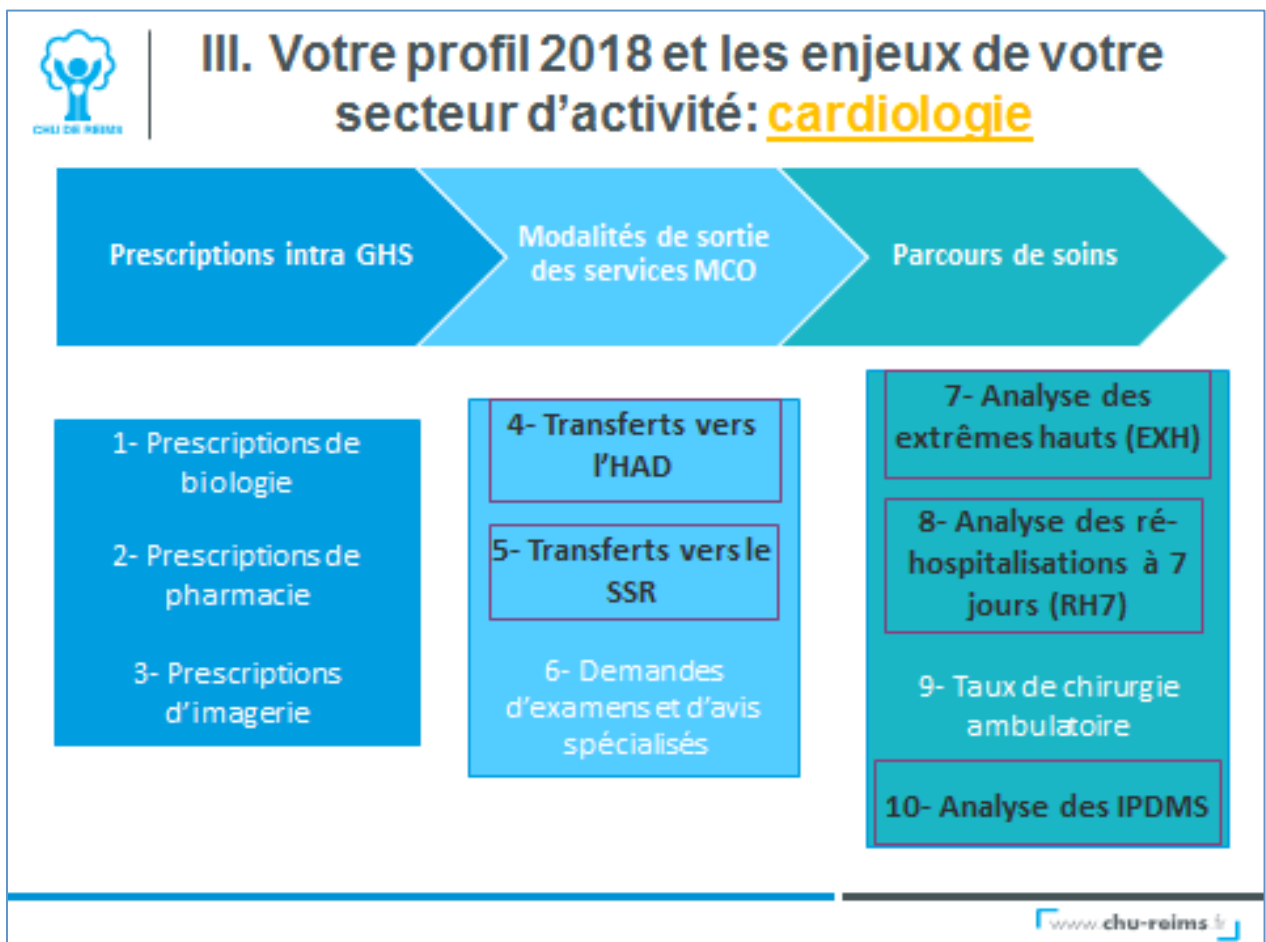 III. Votre profil 2018 et les enjeux de votre
secteur d’activité: cardiologie
CHU DE REIMS
Prescriptions intra GHS
Modalités de sortie
des services MCO
Parcours de soins
1- Prescriptions de
biologie
2- Prescriptions de
pharmacie
3- Prescriptions
d’imagerie
4- Transferts vers
l’HAD
5- Transferts vers le
SSR
6- Demandes
d’examens et d’avis
spécialisés
7- Analyse des
extrêmes hauts (EXH)
8- Analyse des ré-
hospitalisations à 7
jours (RH7)
9- Taux de chirurgie
ambulatoire
10- Analyse des IPDMS
www.chu-reims.fr